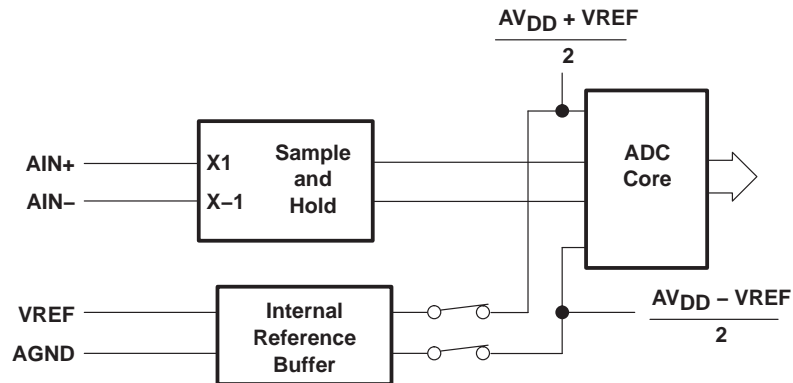 AVDD + VREF
2
AIN+
AIN–
X1
X–1
Sample
and
Hold
ADC
Core
VREF
AGND
Internal
Reference
Buffer
AVDD – VREF
2